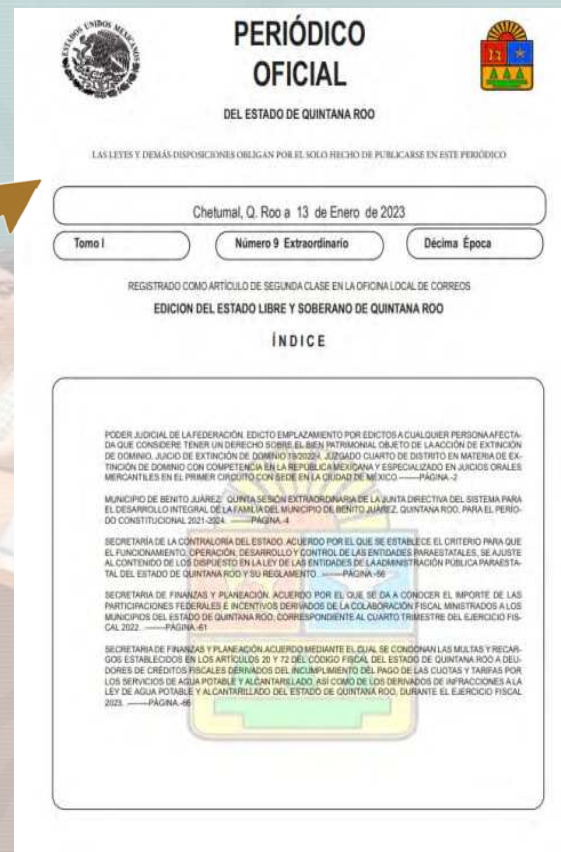 ESTADOS UNIDOS MEXICANOS
PERIÓDICO
OFICIAL
DEL ESTADO DE QUINTANA ROO
LAS LEYES Y DEMÁS DISPOSICIONES OBLIGAN POR EL SOLO HECHO DE PUBLICARSE EN ESTE PERIÓDICO
Chetumal, Q. Roo a 13 de Enero de 2023
Tomo I
Número 9 Extraordinario
Décima Época
REGISTRADO COMO ARTÍCULO DE SEGUNDA CLASE EN LA OFICINA LOCAL DE CORREOS
EDICION DEL ESTADO LIBRE Y SOBERANO DE QUINTANA ROO
ÍNDICE
PODER JUDICIAL DE LA FEDERACIÓN. EDICTO EMPLAZAMIENTO POR EDICTOS A CUALQUIER PERSONA AFECTA-
DA QUE CONSIDERE TENER UN DERECHO SOBRE EL BIEN PATRIMONIAL OBJETO DE LA ACCIÓN DE EXTINCIÓN
DE DOMINIO. JUICIO DE EXTINCIÓN DE DOMINIO JUZGADO CUARTO DE DISTRITO EN MATERIA DE EX-
TINCIÓN DE DOMINIO CON COMPETENCIA EN LA REPÚBLICA MEXICANA Y ESPECIALIZADO EN JUICIOS ORALES
MERCANTILES EN EL PRIMER CIRCUITO CON SEDE EN LA CIUDAD DE MÉXICO ———PÁGINA.-2
MUNICIPIO DE BENITO JUÁREZ. QUINTA SESIÓN EXTRAORDINARIA DE LA JUNTA DIRECTIVA DEL SISTEMA PARA
EL DESARROLLO INTEGRAL DE LA FAMILIA DEL MUNICIPIO DE BENITO JUÁREZ, QUINTANA ROO, PARA EL PERÍO-
DO CONSTITUCIONAL 2021-2024. ———PÁGINA.-4
SECRETARÍA DE LA CONTRALORÍA DEL ESTADO. ACUERDO POR EL QUE SE ESTABLECE EL CRITERIO PARA QUE
EL FUNCIONAMIENTO, OPERACIÓN, DESARROLLO Y CONTROL DE LAS ENTIDADES PARAESTATALES, SE AJUSTE
AL CONTENIDO DE LOS DISPUESTO EN LA LEY DE LAS ENTIDADES DE LA ADMINISTRACIÓN PÚBLICA PARAESTA-
TAL DEL ESTADO DE QUINTANA ROO Y SU REGLAMENTO. ———PÁGINA.-56
SECRETARÍA DE FINANZAS Y PLANEACIÓN. ACUERDO POR EL QUE SE DA A CONOCER EL IMPORTE DE LAS
PARTICIPACIONES FEDERALES E INCENTIVOS DERIVADOS DE LA COLABORACIÓN FISCAL MINISTRADOS A LOS
MUNICIPIOS DEL ESTADO DE QUINTANA ROO, CORRESPONDIENTE AL CUARTO TRIMESTRE DEL EJERCICIO FIS-
CAL 2022. ———PÁGINA.-61
SECRETARIA DE FINANZAS Y PLANEACIÓN.ACUERDO MEDIANTE EL CUAL SE CONDONAN LAS MULTAS Y RECAR-
GOS ESTABLECIDOS EN LOS ARTÍCULOS 20 Y 72 DEL CÓDIGO FISCAL DEL ESTADO DE QUINTANA ROO A DEU-
DORES DE CRÉDITOS FISCALES DERIVADOS DEL INCUMPLIMIENTO DEL PAGO DE LAS CUOTAS Y TARIFAS POR
LOS SERVICIOS DE AGUA POTABLE Y ALCANTARILLADO, ASÍ COMO DE LOS DERIVADOS DE INFRACCIONES A LA
LEY DE AGUA POTABLE Y ALCANTARILLADO DEL ESTADO DE QUINTANA ROO, DURANTE EL EJERCICIO FISCAL
2023. ———PÁGINA.-66